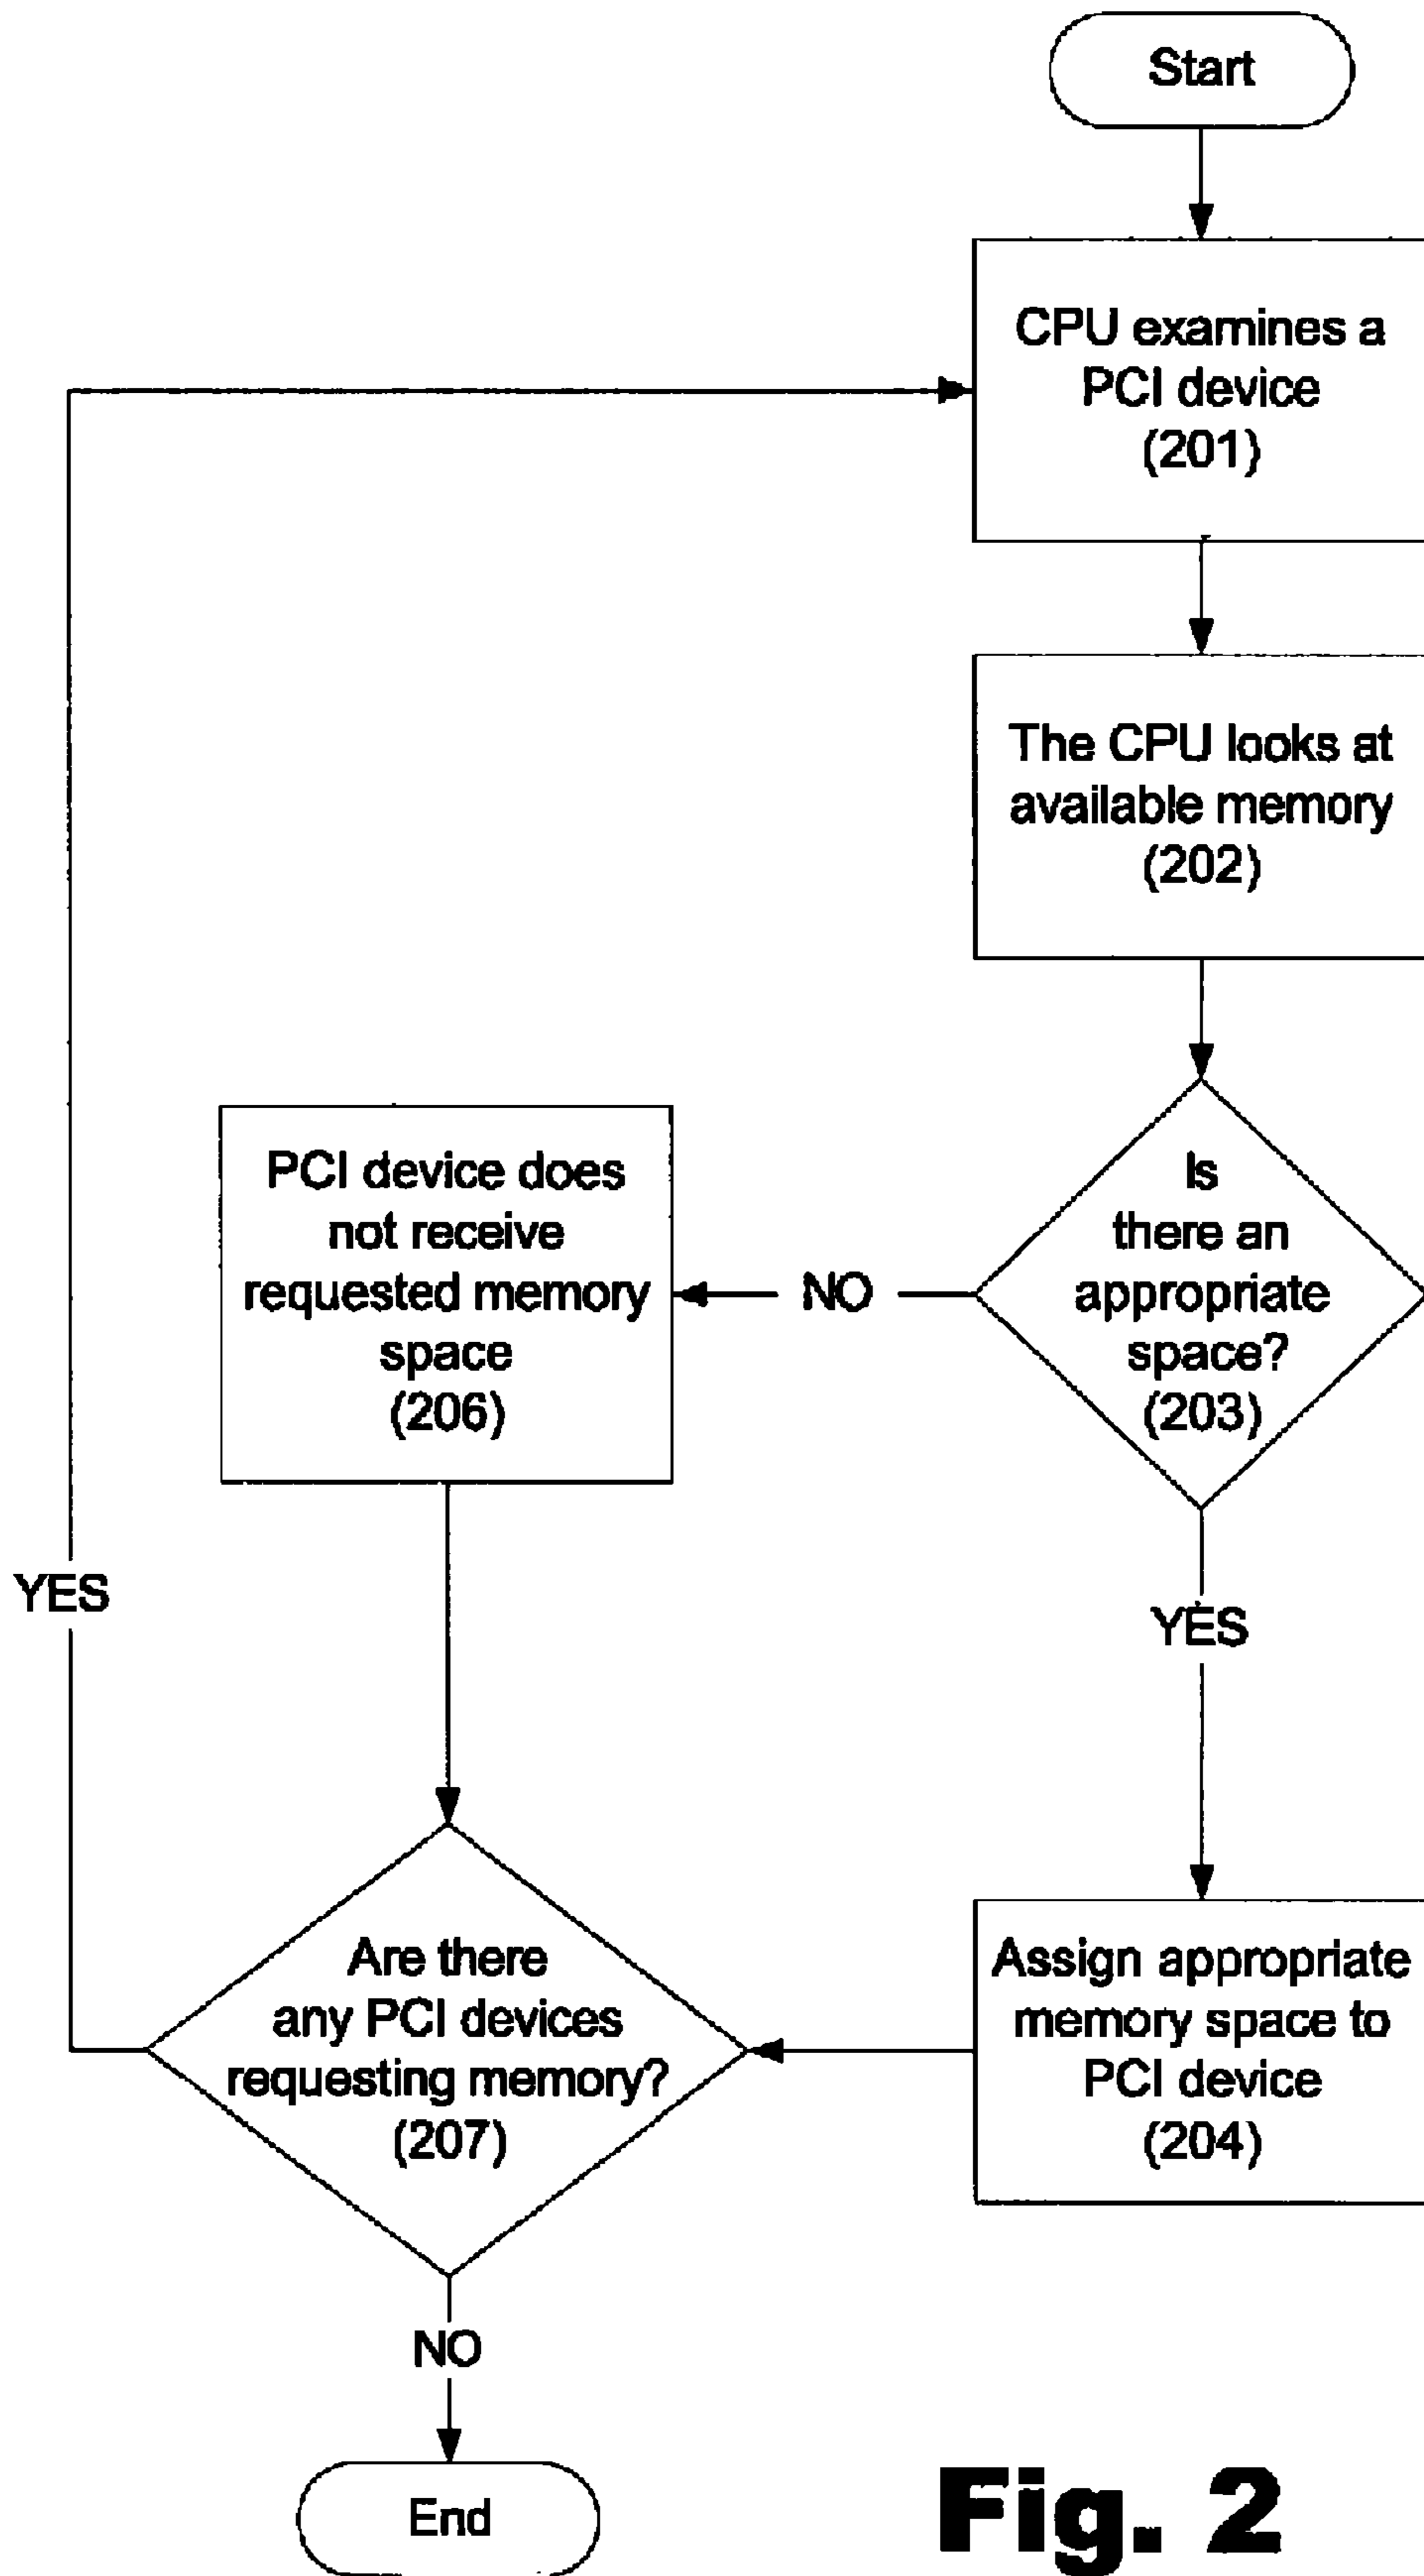 Start
CPU examines a
PCI device
(201)
The CPU looks at
available memory
(202)
Is
there an
appropriate
space?
(203)
NO
PCI device does
not receive
requested memory
space
(206)
YES
YES
Assign appropriate
memory space to
PCI device
(204)
Are there
any PCI devices
requesting memory?
(207)
NO
End
Fig. 2